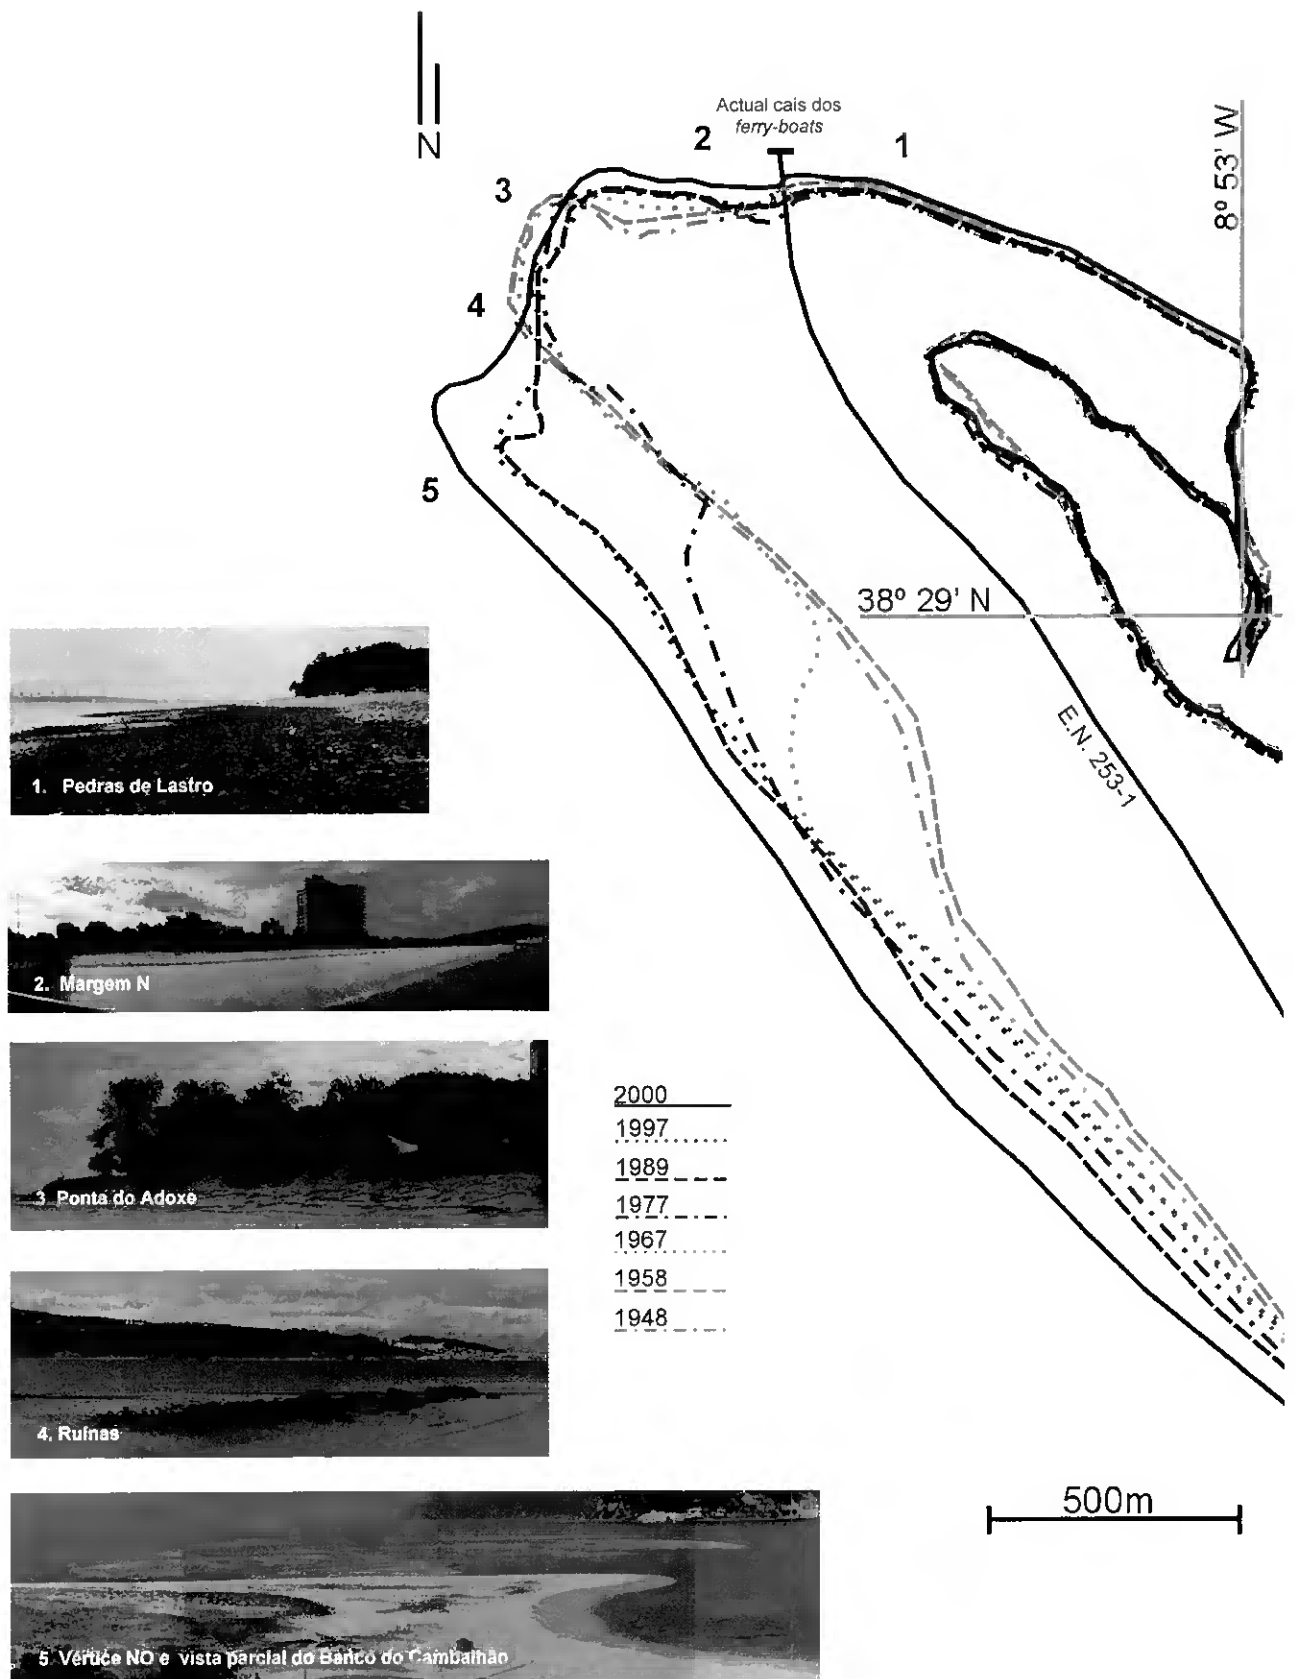 N
Actual cais dos
ferry-boats
2
1
8º 53' W
3
4
5
38º 29' N
E.N. 253-1
1. Pedras de Lastro
2. Margem N
3. Ponta do Adoxe
4. Ruínas
5. Vértice NO e vista parcial do Banco do Cambalhão
2000
1997
1989
1977
1967
1958
1948
500m